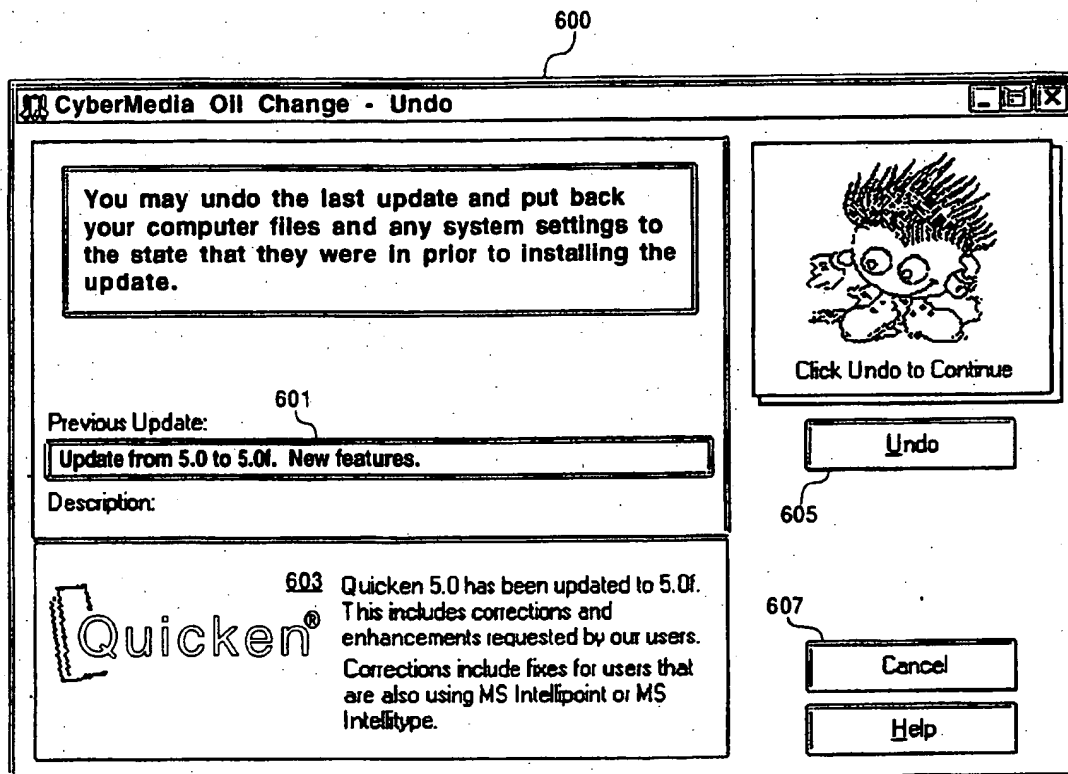 600
CyberMedia Oil Change - Undo
You may undo the last update and put back
your computer files and any system settings to
the state that they were in prior to installing the
update.
Click Undo to Continue
601
Previous Update:
Update from 5.0 to 5.0f. New features.
Undo
Description:
605
603
Quicken®
Quicken 5.0 has been updated to 5.0f.
This includes corrections and
enhancements requested by our users.
Corrections include fixes for users that
are also using MS Intellipoint or MS
Intellitype.
607
Cancel
Help